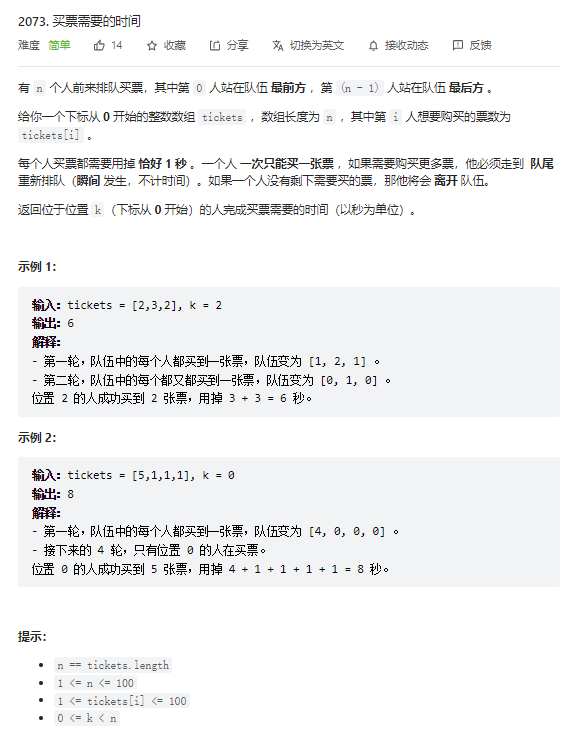 2073. 买票需要的时间
难度 简单 14 收藏 分享 切换为英文 接收动态 反馈
有 n 个人前来排队买票，其中第 0 人站在队伍 最前方 ，第 (n - 1) 人站在队伍 最后方 。
给你一个下标从 0 开始的整数数组 tickets ，数组长度为 n ，其中第 i 人想要购买的票数为
tickets[i] 。
每个人买票都需要用掉 恰好 1 秒 。一个人 一次只能买一张票 ，如果需要购买更多票，他必须走到 队尾
重新排队（瞬间 发生，不计时间）。如果一个人没有剩下需要买的票，那他将会 离开 队伍。
返回位于位置 k （下标从 0 开始）的人完成买票需要的时间（以秒为单位）。
示例 1：
输入：tickets = [2,3,2], k = 2
输出：6
解释：
- 第一轮，队伍中的每个人都买到一张票，队伍变为 [1, 2, 1] 。
- 第二轮，队伍中的每个都又都买到一张票，队伍变为 [0, 1, 0] 。
位置 2 的人成功买到 2 张票，用掉 3 + 3 = 6 秒。
示例 2：
输入：tickets = [5,1,1,1], k = 0
输出：8
解释：
- 第一轮，队伍中的每个人都买到一张票，队伍变为 [4, 0, 0, 0] 。
- 接下来的 4 轮，只有位置 0 的人在买票。
位置 0 的人成功买到 5 张票，用掉 4 + 1 + 1 + 1 + 1 = 8 秒。
提示：
n == tickets.length
1 <= n <= 100
1 <= tickets[i] <= 100
0 <= k < n